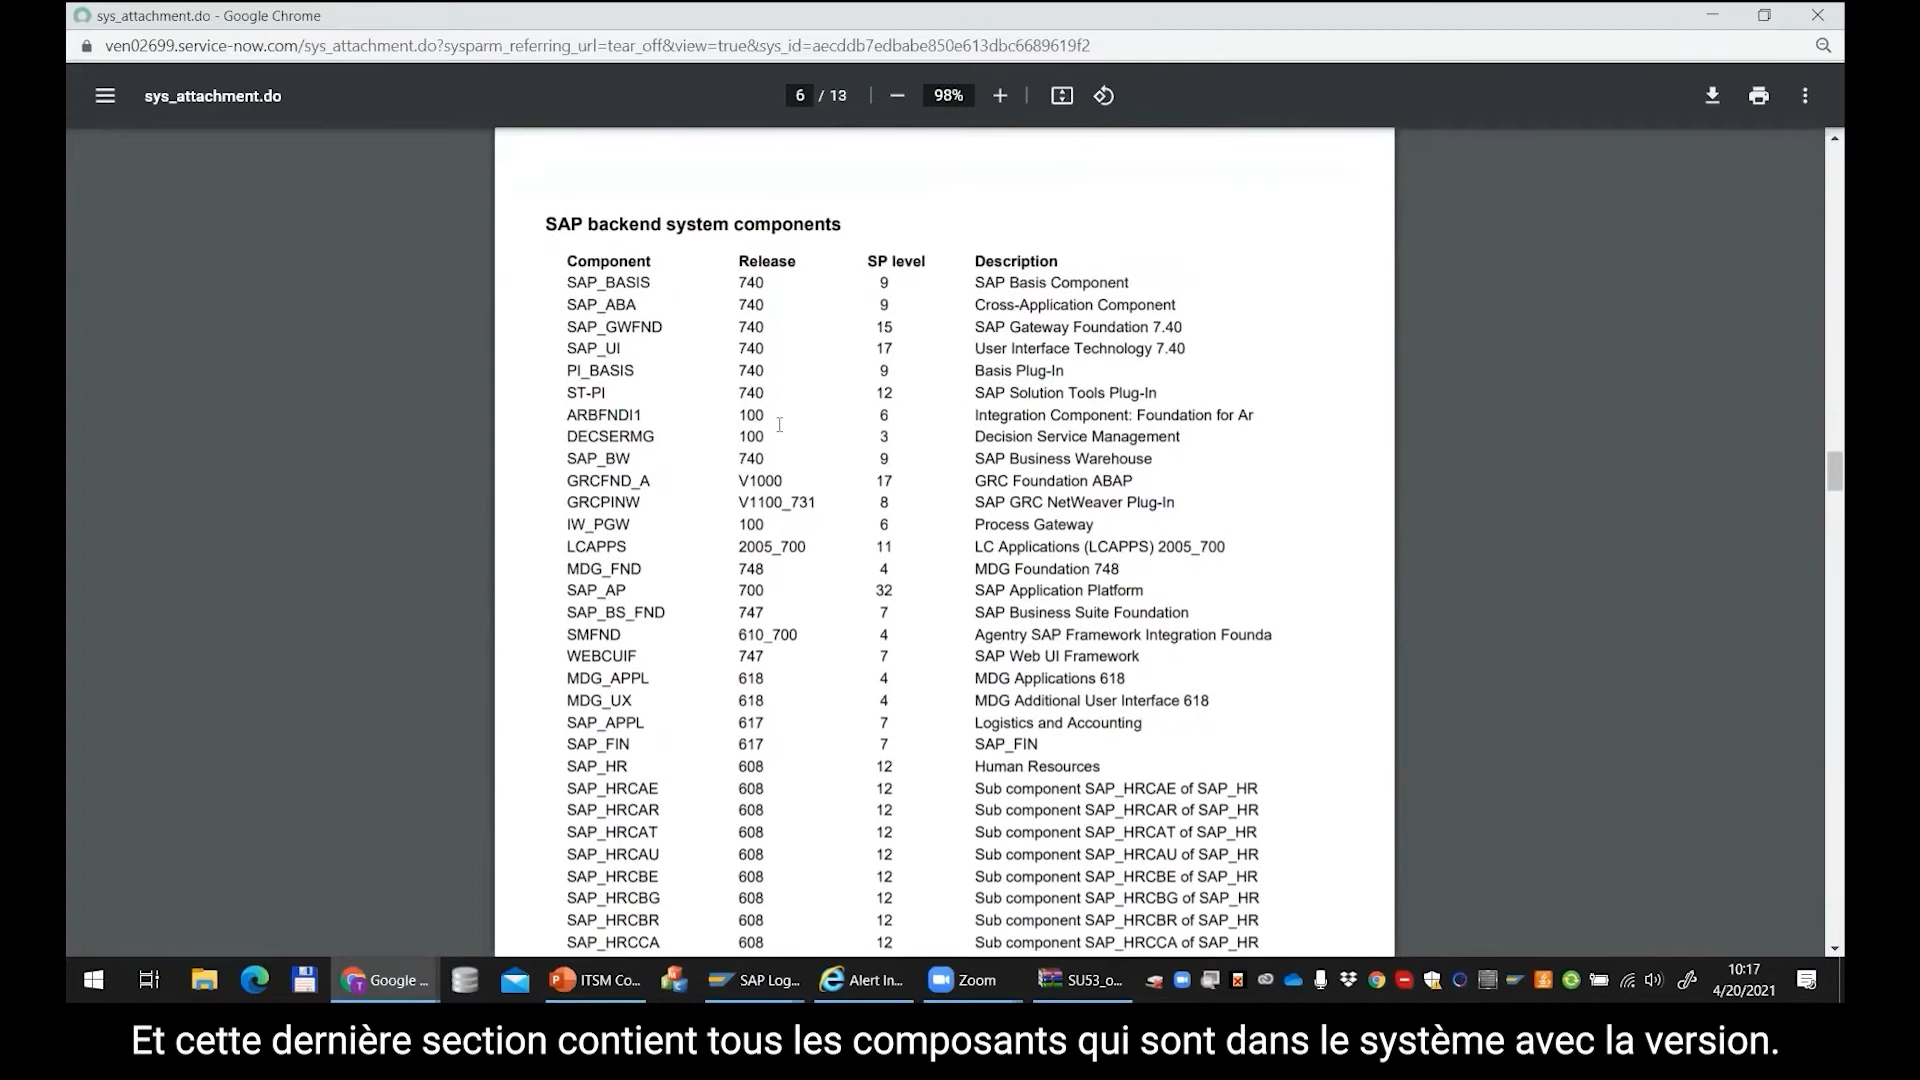 sys_attachment.do - Google Chrome
ven02699.service-now.com/sys_attachment.do?sysparm_referring_url=tear_off&view=true&sys_id=aecddb7edbabe850e613dbc6689619f2
sys_attachment.do 6 / 13 98%
SAP backend system components
Component Release SP level Description
SAP_BASIS 740 9 SAP Basis Component
SAP_ABA 740 9 Cross-Application Component
SAP_GWFND 740 15 SAP Gateway Foundation 7.40
SAP_UI 740 17 User Interface Technology 7.40
PI_BASIS 740 9 Basis Plug-In
ST-PI 740 12 SAP Solution Tools Plug-In
ARBFNDI1 100 6 Integration Component: Foundation for Ar
DECSERMG 100 3 Decision Service Management
SAP_BW 740 9 SAP Business Warehouse
GRCFND_A V1000 17 GRC Foundation ABAP
GRCPINW V1100_731 8 SAP GRC NetWeaver Plug-In
IW_PGW 100 6 Process Gateway
LCAPPS 2005_700 11 LC Applications (LCAPPS) 2005_700
MDG_FND 748 4 MDG Foundation 748
SAP_AP 700 32 SAP Application Platform
SAP_BS_FND 747 7 SAP Business Suite Foundation
SMFND 610_700 4 Agentry SAP Framework Integration Founda
WEBCUIF 747 7 SAP Web UI Framework
MDG_APPL 618 4 MDG Applications 618
MDG_UX 618 4 MDG Additional User Interface 618
SAP_APPL 617 7 Logistics and Accounting
SAP_FIN 617 7 SAP_FIN
SAP_HR 608 12 Human Resources
SAP_HRCAE 608 12 Sub component SAP_HRCAE of SAP_HR
SAP_HRCAR 608 12 Sub component SAP_HRCAR of SAP_HR
SAP_HRCAT 608 12 Sub component SAP_HRCAT of SAP_HR
SAP_HRCAU 608 12 Sub component SAP_HRCAU of SAP_HR
SAP_HRCBE 608 12 Sub component SAP_HRCBE of SAP_HR
SAP_HRCBG 608 12 Sub component SAP_HRCBG of SAP_HR
SAP_HRCBR 608 12 Sub component SAP_HRCBR of SAP_HR
SAP_HRCCA 608 12 Sub component SAP_HRCCA of SAP_HR
Google ... ITSM Co... SAP Log... Alert In... Zoom SU53_o... 10:17
4/20/2021
Et cette dernière section contient tous les composants qui sont dans le système avec la version.